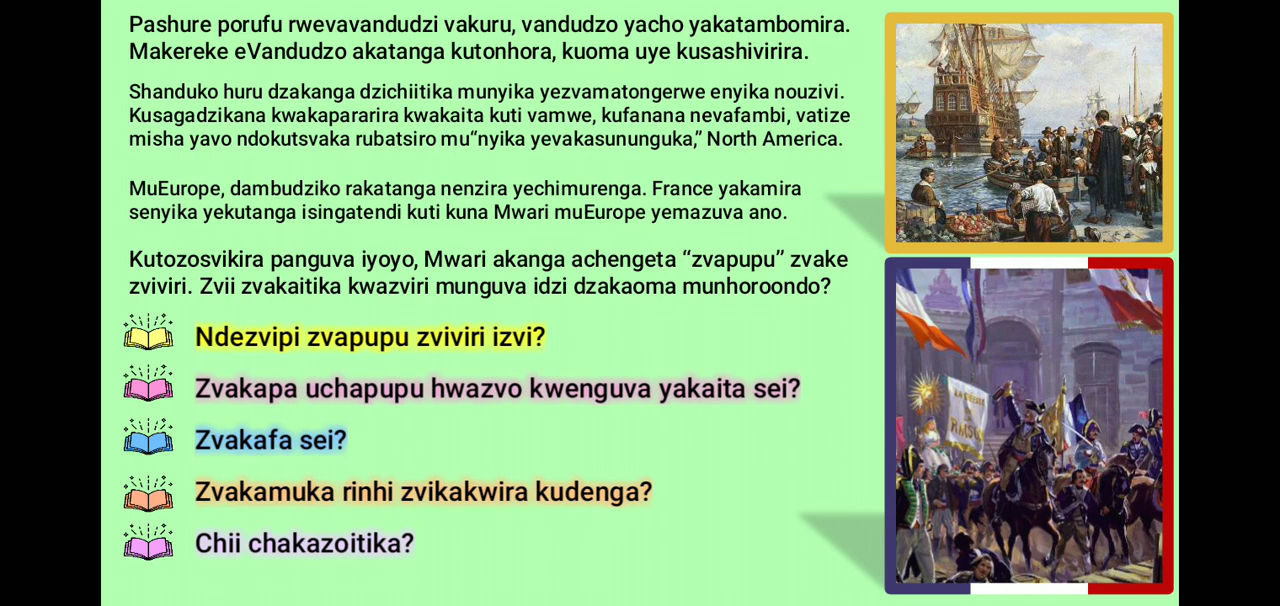 Pashure porufu rwevavandudzi vakuru, vandudzo yacho yakatambomira.
Makereke eVandudzo akatanga kutonhora, kuoma uye kusashivirira.
Shanduko huru dzakanga dzichiitika munyika yezvamatongerwe enyika nouzivi.
Kusagadzikana kwakapararira kwakaita kuti vamwe, kufanana nevafambi, vatize
misha yavo ndokutsvaka rubatsiro mu“nyika yevakasununguka,” North America.
MuEurope, dambudziko rakatanga nenzira yechimurenga. France yakamira
senyika yekutanga isingatendi kuti kuna Mwari muEurope yemazuva ano.
Kutozosvikira panguva iyoyo, Mwari akanga achengeta “zvapupu” zvake
zviviri. Zvii zvakaitika kwazviri munguva idzi dzakaoma munhoroondo?
Ndezvipi zvapupu zviviri izvi?
Zvakapa uchapupu hwazvo kwenguva yakaita sei?
Zvakafa sei?
Zvakamuka rinhi zvikakwira kudenga?
Chii chakazoitika?